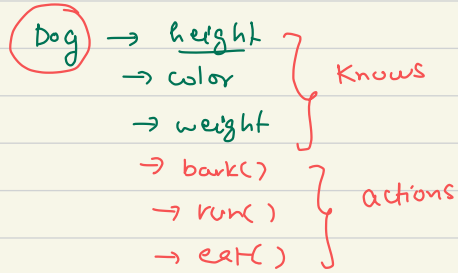 Dog → height
→ color
Knows
→ weight
→ bark()
→ run()
actions
→ eat()